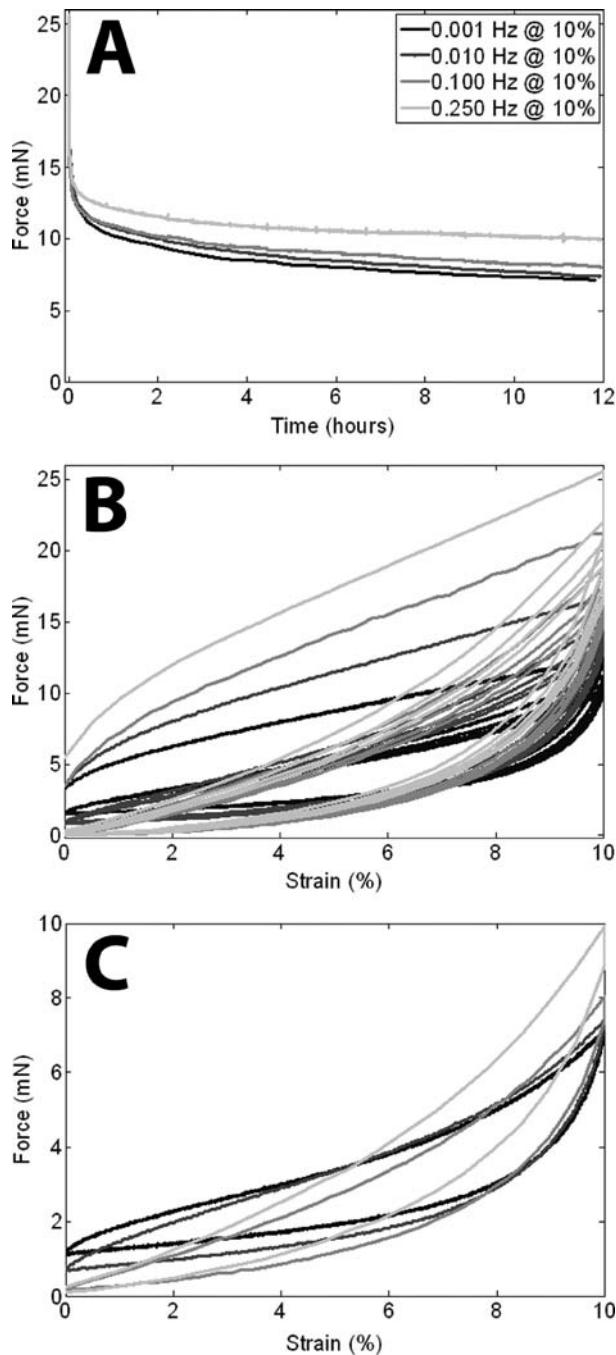 A
0.001 Hz @ 10%
0.010 Hz @ 10%
0.100 Hz @ 10%
0.250 Hz @ 10%
25
20
15
10
5
0
Force (mN)
0 2 4 6 8 10 12
Time (hours)
B
25
20
15
10
5
0
Force (mN)
0 2 4 6 8 10
Strain (%)
C
10
8
6
4
2
0
Force (mN)
0 2 4 6 8 10
Strain (%)